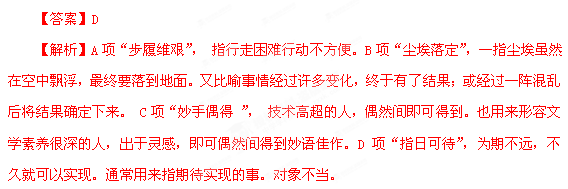 【答案】D
【解析】A项“步履维艰”， 指行走困难行动不方便。B项“尘埃落定”，一指尘埃虽然
在空中飘浮，最终要落到地面。又比喻事情经过许多变化，终于有了结果；或经过一阵混乱
后将结果确定下来。 C项“妙手偶得 ”， 技术高超的人，偶然间即可得到。也用来形容文
学素养很深的人，出于灵感，即可偶然间得到妙语佳作。D 项“指日可待”，为期不远，不
久就可以实现。通常用来指期待实现的事。对象不当。